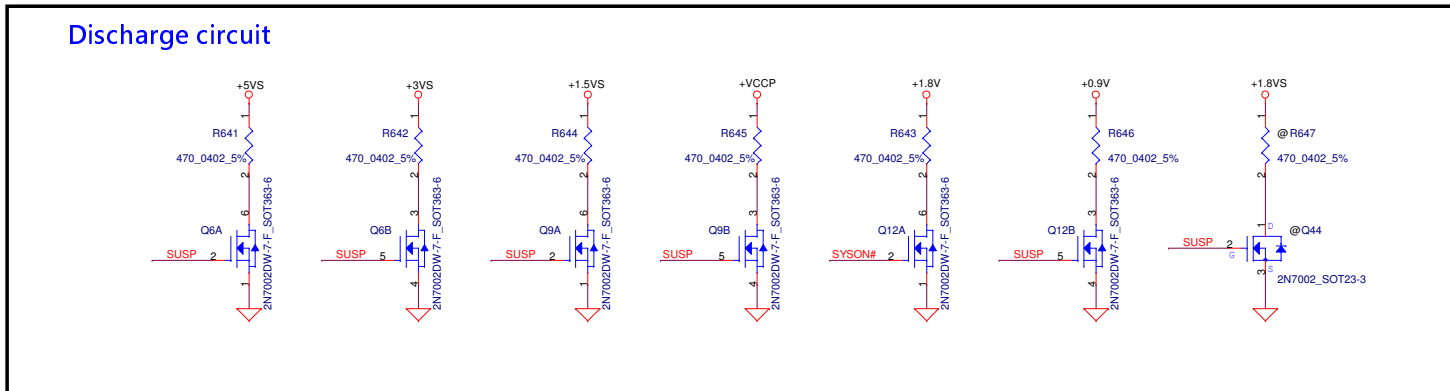 Discharge circuit
+5VS
1
R641
470_0402_5%
2
6
Q6A
2N7002DW-7-F_SOT363-6
SUSP
2
1
+3VS
1
R642
470_0402_5%
2
3
Q6B
2N7002DW-7-F_SOT363-6
SUSP
5
4
+1.5VS
1
R644
470_0402_5%
2
6
Q9A
2N7002DW-7-F_SOT363-6
SUSP
2
1
+VCCP
1
R645
470_0402_5%
2
3
Q9B
2N7002DW-7-F_SOT363-6
SUSP
5
4
+1.8V
1
R643
470_0402_5%
2
6
Q12A
2N7002DW-7-F_SOT363-6
SYSON#
2
1
+0.9V
1
R646
470_0402_5%
2
3
Q12B
2N7002DW-7-F_SOT363-6
SUSP
5
4
+1.8VS
1
@R647
470_0402_5%
2
1
D
@Q44
SUSP
2
G
S
3
2N7002_SOT23-3